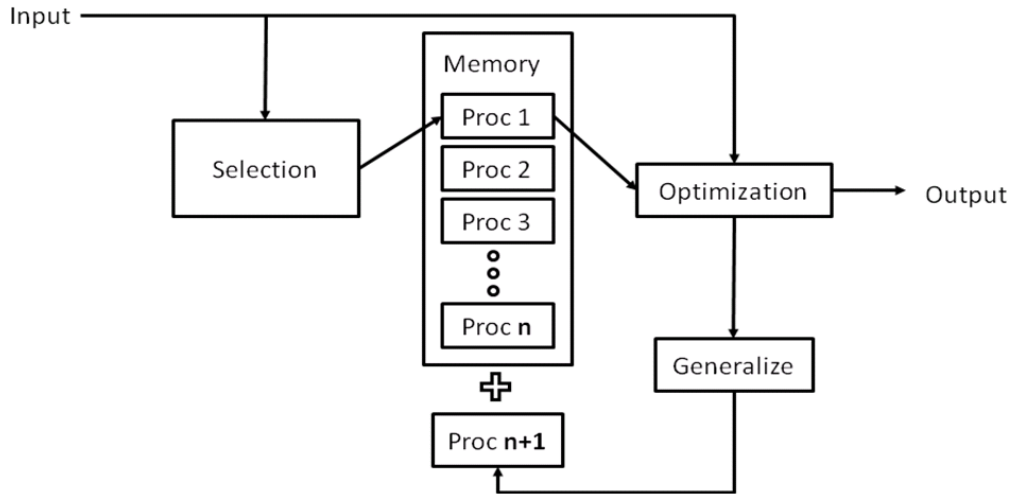 Input
Memory
Proc 1
Selection
Proc 2
Optimization
Output
Proc 3
Proc n
Generalize
Proc n+1